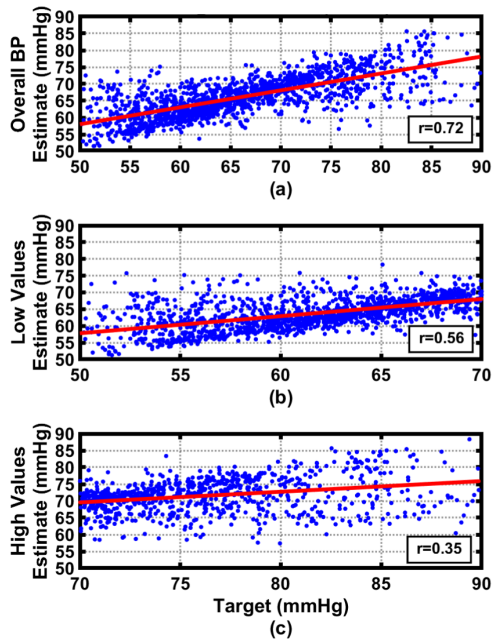 Overall BP
Estimate (mmHg)
90
85
80
75
70
65
60
55
50
r=0.72
50 55 60 65 70 75 80 85 90
(a)
Low Values
Estimate (mmHg)
90
85
80
75
70
65
60
55
50
r=0.56
50 55 60 65 70
(b)
High Values
Estimate (mmHg)
90
85
80
75
70
65
60
55
50
r=0.35
70 75 80 85 90
Target (mmHg)
(c)